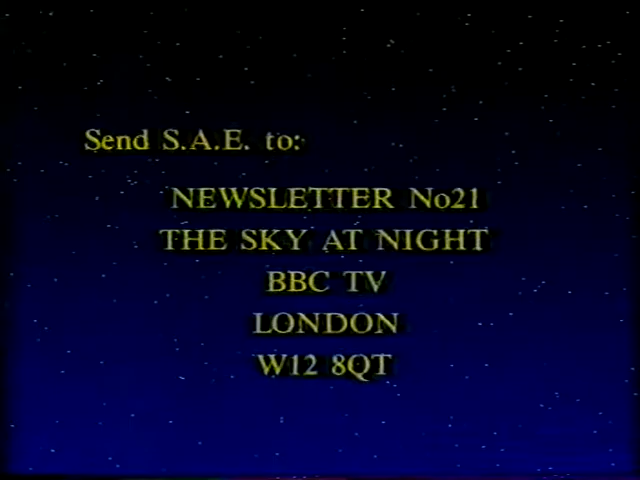 Send S.A.E. to:
NEWSLETTER No21
THE SKY AT NIGHT
BBC TV
LONDON
W12 8QT